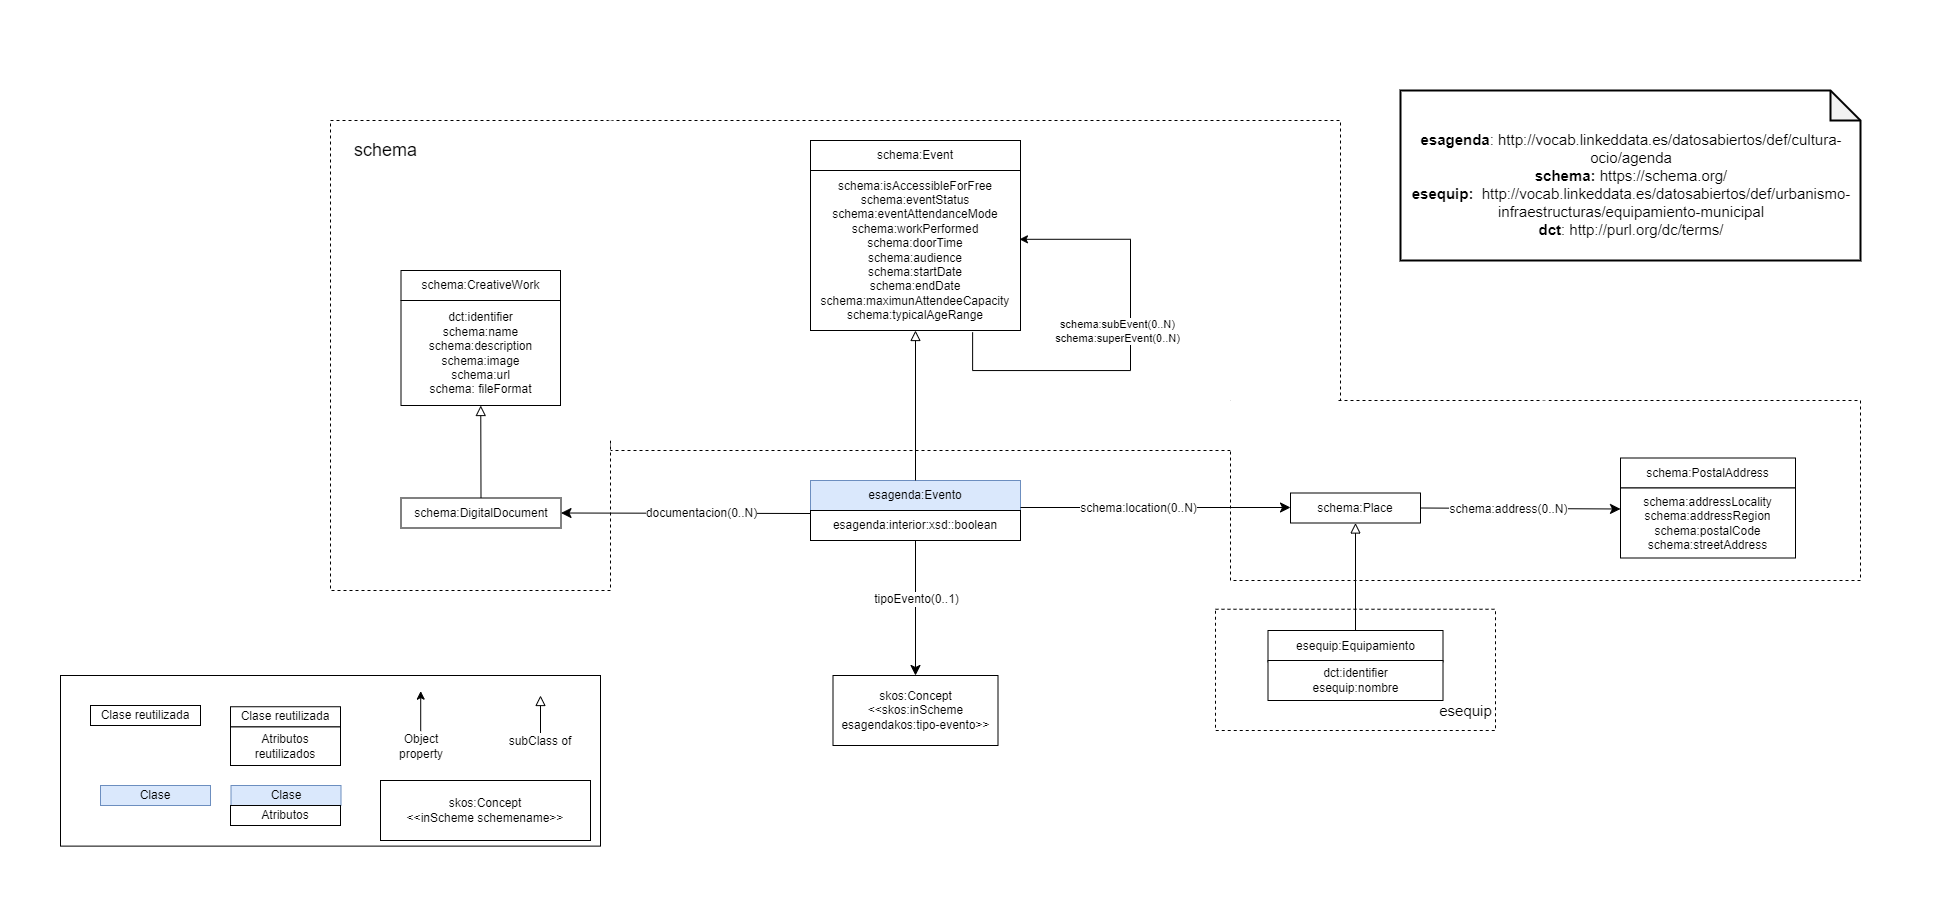 schema
schema:Event
schema:isAccessibleForFree
schema:eventStatus
schema:eventAttendanceMode
schema:workPerformed
schema:doorTime
schema:audience
schema:startDate
schema:endDate
schema:maximunAttendeeCapacity
schema:typicalAgeRange
schema:subEvent(0..N)
schema:superEvent(0..N)
esagenda: http://vocab.linkeddata.es/datosabiertos/def/cultura-
ocio/agenda
schema: https://schema.org/
esequip: http://vocab.linkeddata.es/datosabiertos/def/urbanismo-
infraestructuras/equipamiento-municipal
dct: http://purl.org/dc/terms/
schema:CreativeWork
dct:identifier
schema:name
schema:description
schema:image
schema:url
schema: fileFormat
schema:DigitalDocument
documentacion(0..N)
esagenda:Evento
esagenda:interior:xsd::boolean
schema:location(0..N)
schema:Place
schema:address(0..N)
schema:PostalAddress
schema:addressLocality
schema:addressRegion
schema:postalCode
schema:streetAddress
tipoEvento(0..1)
skos:Concept
<<skos:inScheme
esagendakos:tipo-evento>>
esequip:Equipamiento
dct:identifier
esequip:nombre
esequip
Clase reutilizada
Clase reutilizada
Atributos
reutilizados
Object
property
subClass of
Clase
Clase
Atributos
skos:Concept
<<inScheme schemename>>